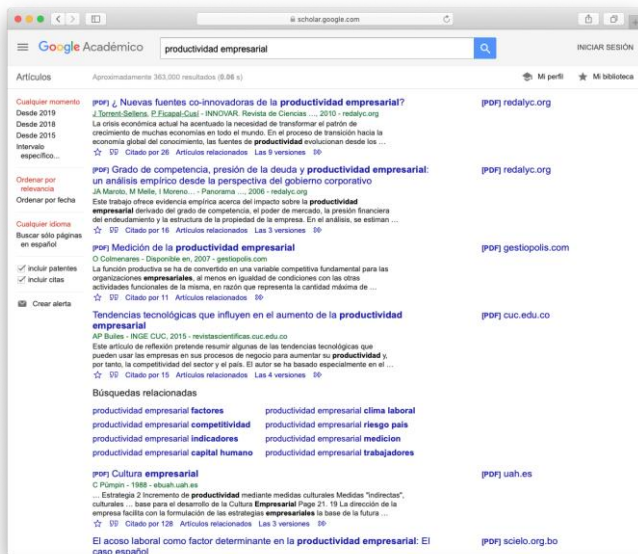 scholar.google.com
Google Académico
productividad empresarial
INICIAR SESIÓN
Artículos
Aproximadamente 363,000 resultados (0.06 s)
Mi perfil
Mi biblioteca
Cualquier momento
Desde 2019
Desde 2018
Desde 2015
Intervalo
específico...
Ordenar por
relevancia
Ordenar por fecha
Cualquier idioma
Buscar sólo páginas
en español
incluir patentes
incluir citas
Crear alerta
[PDF] ¿ Nuevas fuentes co-innovadoras de la productividad empresarial?
J Torrent-Sellens, P Ficapal-Cusí - INNOVAR. Revista de Ciencias …, 2010 - redalyc.org
La crisis económica actual ha acentuado la necesidad de transformar el patrón de
crecimiento de muchas economías en todo el mundo. En el proceso de transición hacia la
economía global del conocimiento, las fuentes de productividad evolucionan desde los …
Citado por 26 Artículos relacionados Las 9 versiones
[PDF] redalyc.org
[PDF] Grado de competencia, presión de la deuda y productividad empresarial:
un análisis empírico desde la perspectiva del gobierno corporativo
JA Maroto, M Melle, I Moreno... - Panorama …, 2006 - redalyc.org
Este trabajo ofrece evidencia empírica acerca del impacto sobre la productividad
empresarial derivado del grado de competencia, el poder de mercado, la presión financiera
del endeudamiento y la estructura de la propiedad de la empresa. En el análisis, se estiman …
Citado por 16 Artículos relacionados Las 3 versiones
[PDF] redalyc.org
[PDF] Medición de la productividad empresarial
O Colmenares - Disponible en, 2007 - gestiopolis.com
La función productiva se ha de convertido en una variable competitiva fundamental para las
organizaciones empresariales, al menos en igualdad de condiciones con las otras
actividades funcionales de la misma, en razón que representa la cantidad máxima de …
Citado por 11 Artículos relacionados
[PDF] gestiopolis.com
Tendencias tecnológicas que influyen en el aumento de la productividad
empresarial
AP Builes - INGE CUC, 2015 - revistascientificas.cuc.edu.co
Este artículo de reflexión pretende resumir algunas de las tendencias tecnológicas que
pueden usar las empresas en sus procesos de negocio para aumentar su productividad y,
por tanto, la competitividad del sector y el país. El autor se ha basado especialmente en el …
Citado por 15 Artículos relacionados Las 4 versiones
[PDF] cuc.edu.co
Búsquedas relacionadas
productividad empresarial factores
productividad empresarial clima laboral
productividad empresarial competitividad
productividad empresarial riesgo país
productividad empresarial indicadores
productividad empresarial medicion
productividad empresarial capital humano
productividad empresarial trabajadores
[PDF] Cultura empresarial
C Pümpin - 1988 - ebuah.uah.es
… Estrategia 2 Incremento de productividad mediante medidas culturales Medidas "indirectas",
culturales … base para el desarrollo de la Cultura Empresarial Page 21. 19 La dirección de la
empresa facilita con la formulación de las estrategias empresariales la base de la futura …
Citado por 128 Artículos relacionados Las 3 versiones
[PDF] uah.es
El acoso laboral como factor determinante en la productividad empresarial: El
caso español
[PDF] scielo.org.bo